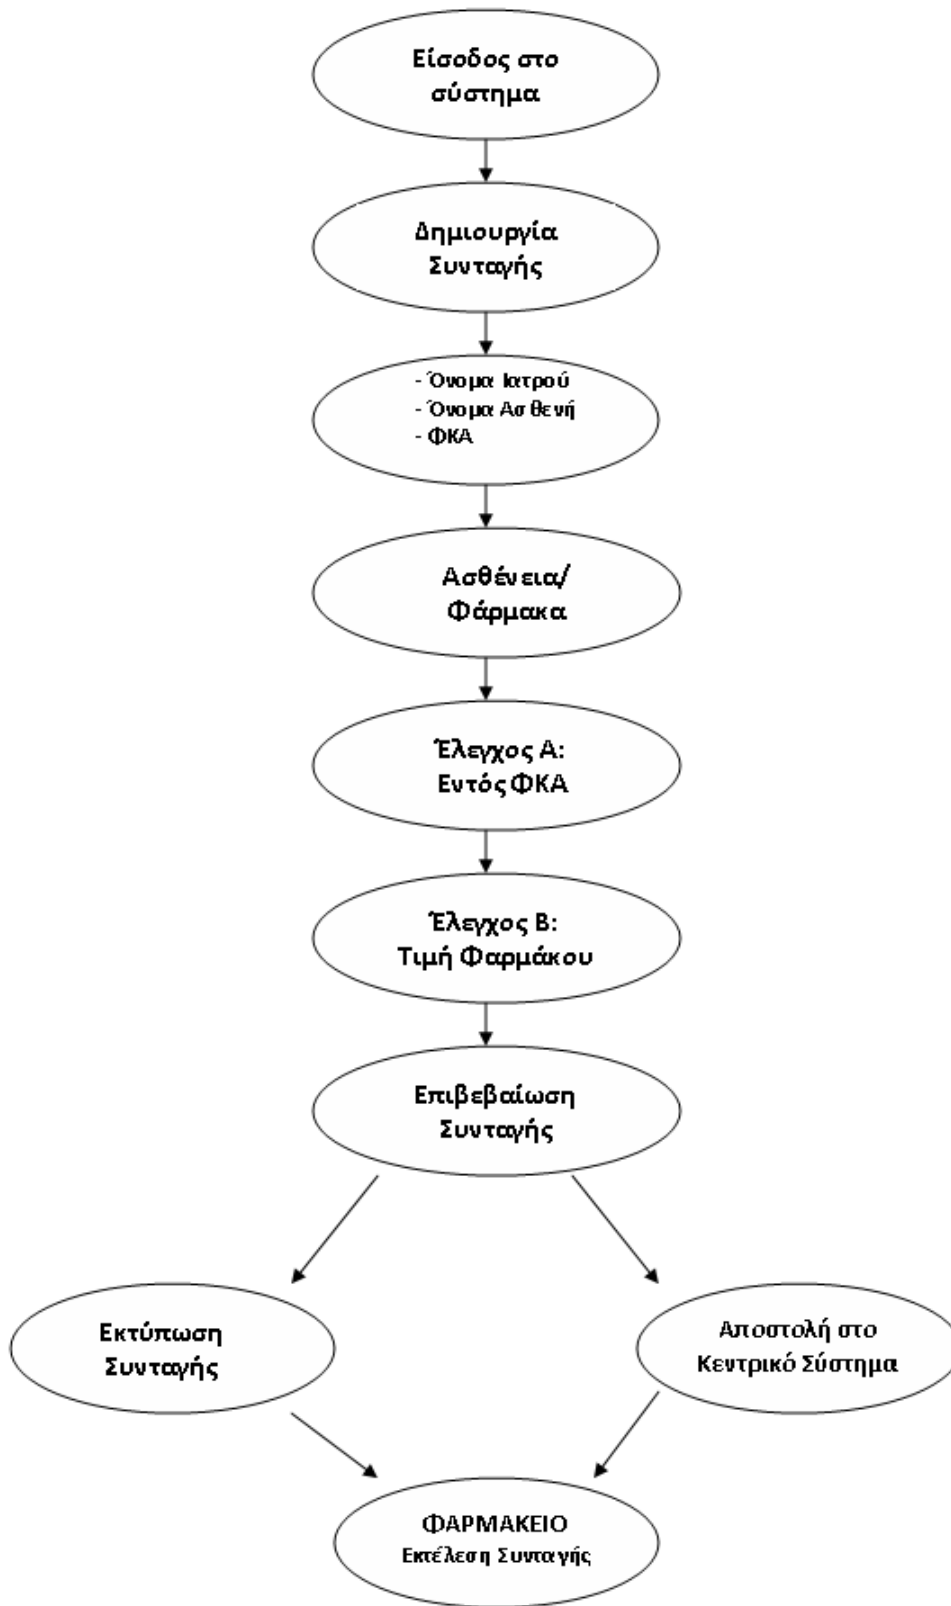 Είσοδος στο
σύστημα
Δημιουργία
Συνταγής
- Όνομα Ιατρού
- Όνομα Ασθενή
- ΦΚΑ
Ασθένεια/
Φάρμακα
Έλεγχος Α:
Εντός ΦΚΑ
Έλεγχος Β:
Τιμή Φαρμάκου
Επιβεβαίωση
Συνταγής
Εκτύπωση
Συνταγής
Αποστολή στο
Κεντρικό Σύστημα
ΦΑΡΜΑΚΕΙΟ
Εκτέλεση Συνταγής